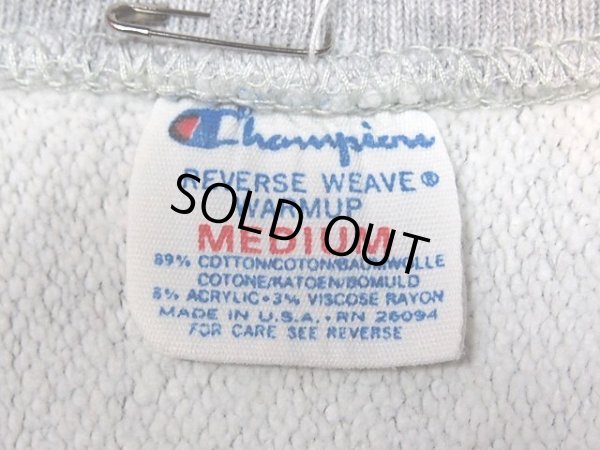 Champion
REVERSE WEAVE®
WARMUP
MEDIUM
SOLD OUT
89% COTTON/COTON/BAUMWOLLE
COTONE/KATOEN/BOMULD
8% ACRYLIC•3% VISCOSE RAYON
MADE IN U.S.A.•RN 26094
FOR CARE SEE REVERSE